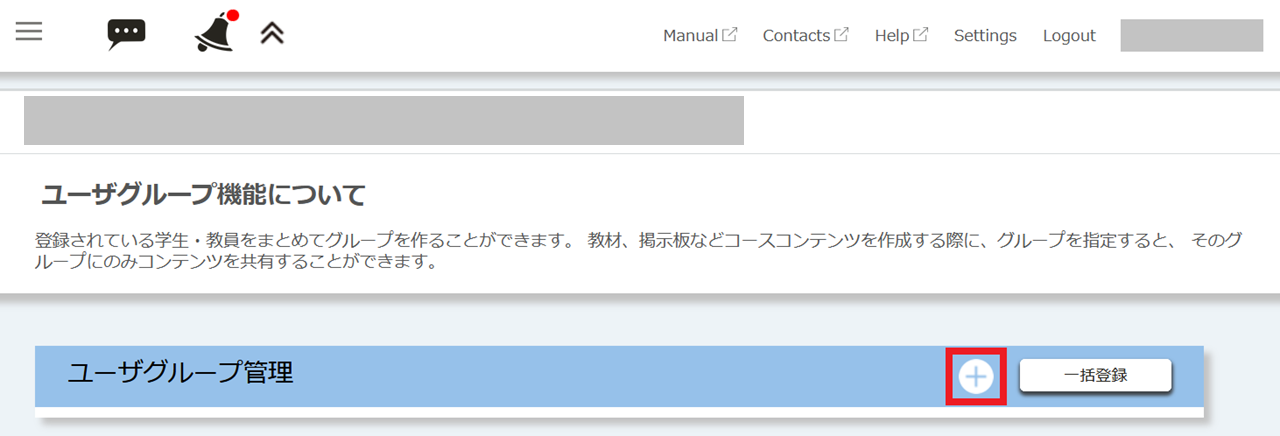 Manual Contacts Help Settings Logout
ユーザグループ機能について
登録されている学生・教員をまとめてグループを作ることができます。 教材、掲示板などコースコンテンツを作成する際に、グループを指定すると、 そのグ
ループにのみコンテンツを共有することができます。
ユーザグループ管理 一括登録